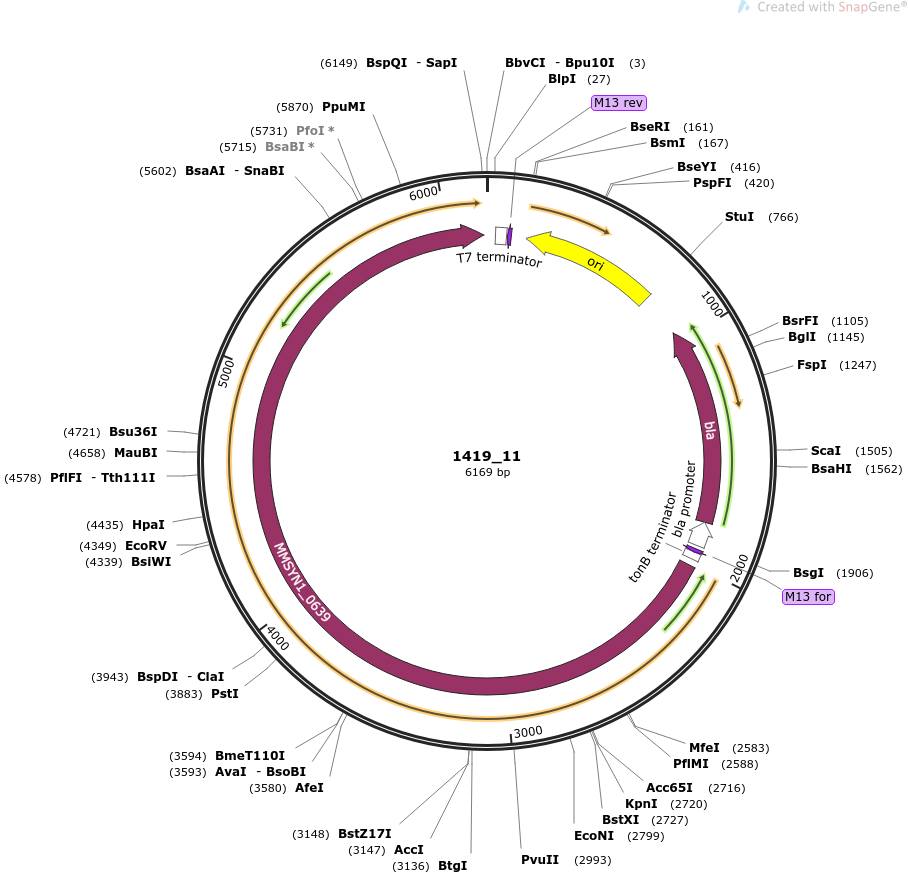 Created with SnapGene®
(6149) BspQI - SapI
BbvCI - Bpu10I (3)
BlpI (27)
(5870) PpuMI
M13 rev
(5731) PfoI *
BseRI (161)
(5715) BsaBI *
BsmI (167)
(5602) BsaAI - SnaBI
BseYI (416)
PspFI (420)
6000
StuI (766)
T7 terminator
ori
1000
BsrFI (1105)
BglI (1145)
FspI (1247)
5000
(4721) Bsu36I
bla
(4658) MauBI
ScaI (1505)
1419_11
BsaHI (1562)
6169 bp
(4578) PflFI - Tth111I
bla promoter
(4435) HpaI
tonB terminator
(4349) EcoRV
(4339) BsiWI
MMSYN1_0639
2000
BsgI (1906)
M13 for
4000
(3943) BspDI - ClaI
(3883) PstI
3000
(3594) BmeT110I
MfeI (2583)
(3593) AvaI - BsoBI
PflMI (2588)
(3580) AfeI
Acc65I (2716)
KpnI (2720)
BstXI (2727)
(3148) BstZ17I
EcoNI (2799)
(3147) AccI
PvuII (2993)
(3136) BtgI